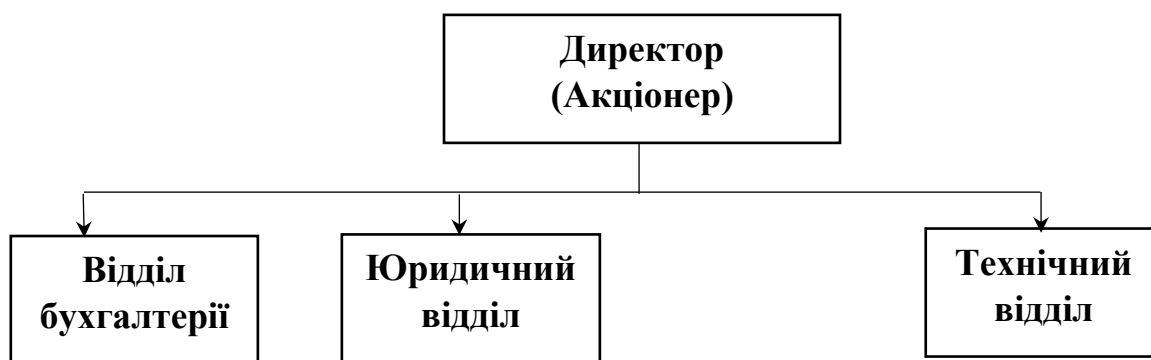 Директор
(Акціонер)
Відділ
бухгалтерії
Юридичний
відділ
Технічний
відділ